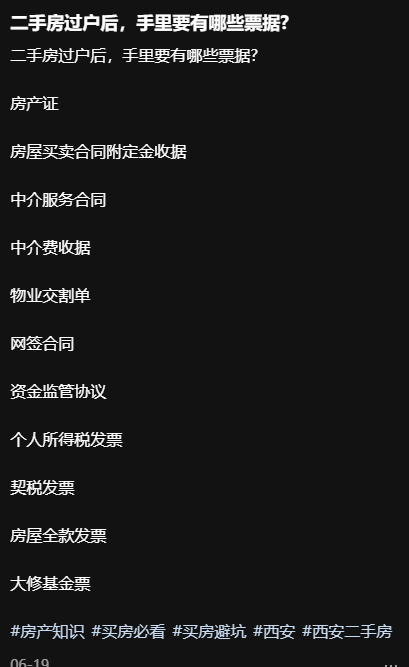 二手房过户后，手里要有哪些票据？
二手房过户后，手里要有哪些票据？
房产证
房屋买卖合同附定金收据
中介服务合同
中介费收据
物业交割单
网签合同
资金监管协议
个人所得税发票
契税发票
房屋全款发票
大修基金票
#房产知识 #买房必看 #买房避坑 #西安 #西安二手房
06-19